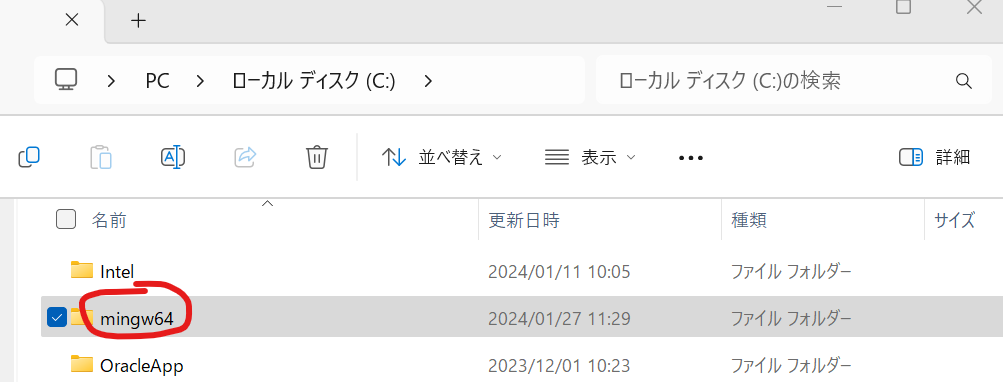 PC ローカル ディスク (C:) ローカル ディスク (C:)の検索
並べ替え 表示 詳細
名前 更新日時 種類 サイズ
Intel 2024/01/11 10:05 ファイル フォルダー
mingw64 2024/01/27 11:29 ファイル フォルダー
OracleApp 2023/12/01 10:23 ファイル フォルダー